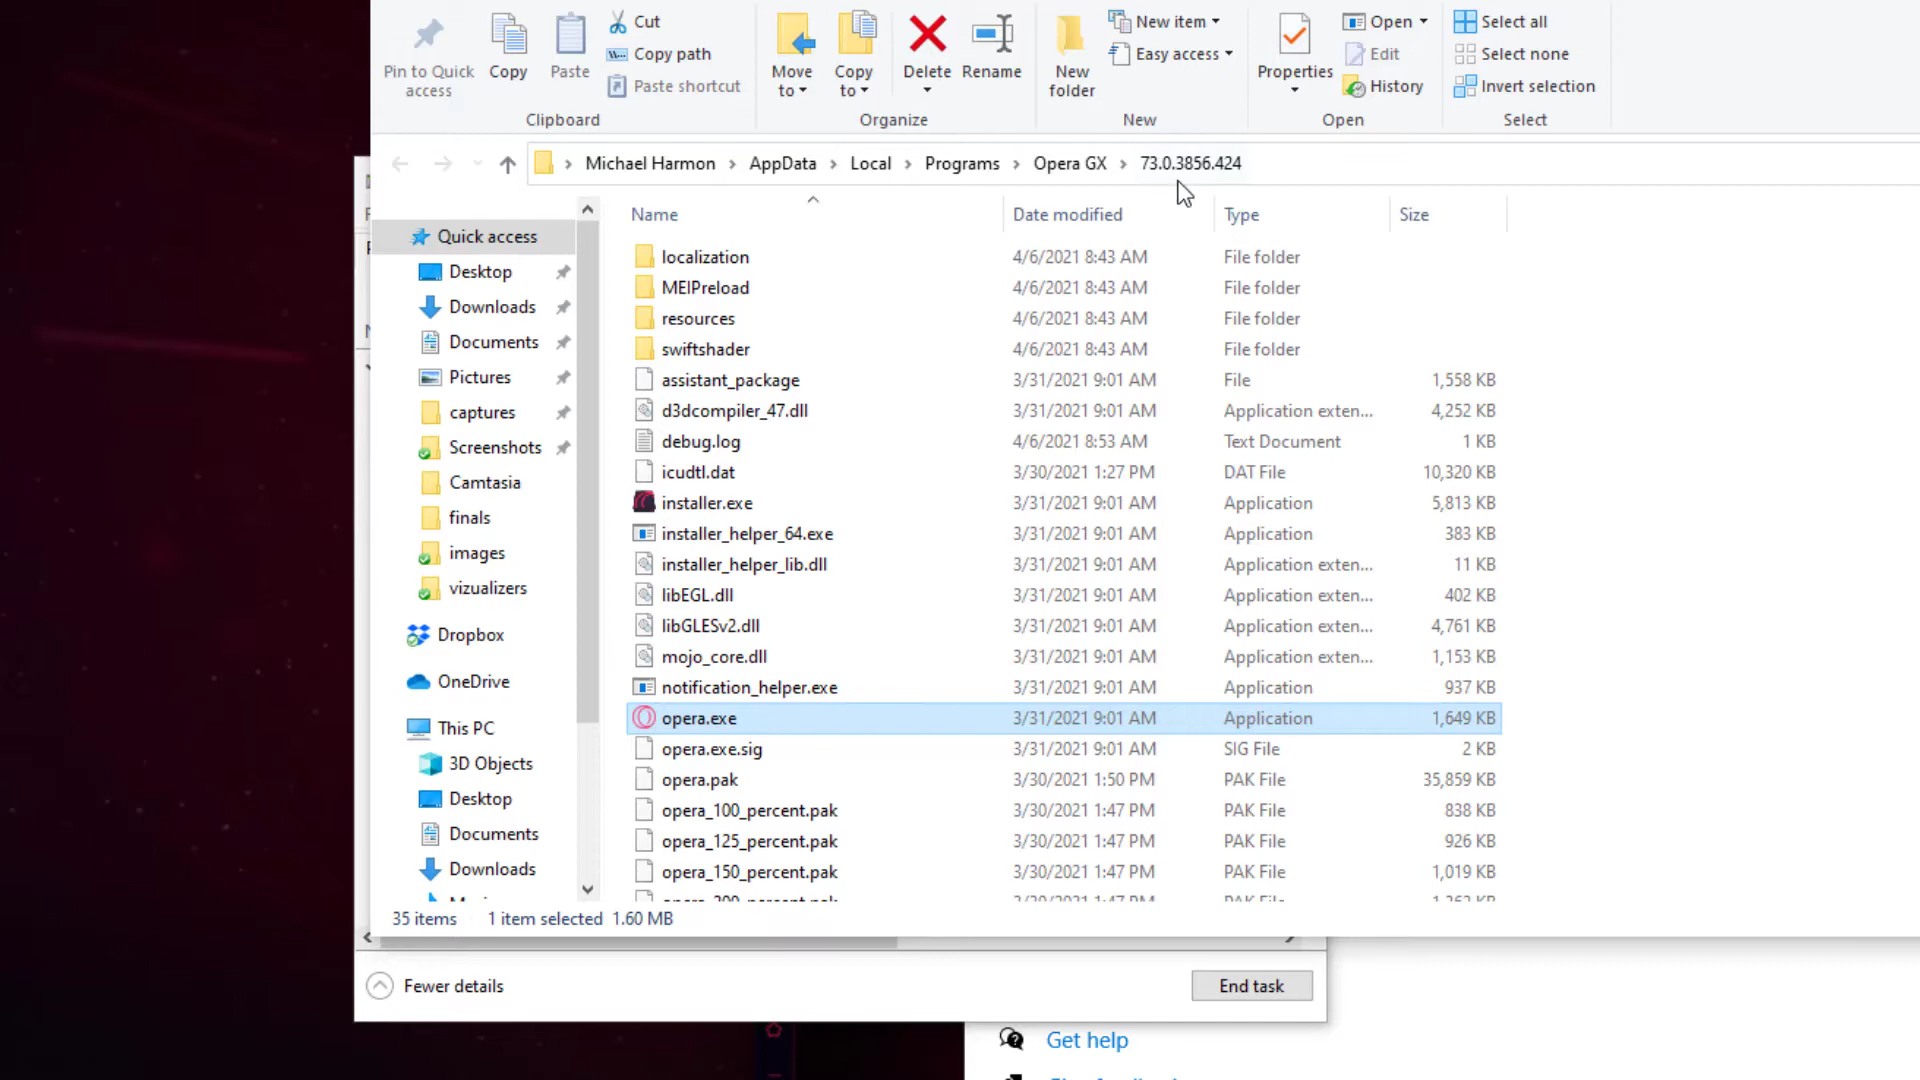 Pin to Quick access
Copy
Paste
Cut
Copy path
Paste shortcut
Clipboard
Move to
Copy to
Delete
Rename
Organize
New folder
New item
Easy access
New
Properties
Open
Edit
History
Open
Select all
Select none
Invert selection
Select
Michael Harmon > AppData > Local > Programs > Opera GX > 73.0.3856.424
Name Date modified Type Size
Quick access
Desktop
Downloads
Documents
Pictures
captures
Screenshots
Camtasia
finals
images
vizualizers
Dropbox
OneDrive
This PC
3D Objects
Desktop
Documents
Downloads
localization 4/6/2021 8:43 AM File folder
MEIPreload 4/6/2021 8:43 AM File folder
resources 4/6/2021 8:43 AM File folder
swiftshader 4/6/2021 8:43 AM File folder
assistant_package 3/31/2021 9:01 AM File 1,558 KB
d3dcompiler_47.dll 3/31/2021 9:01 AM Application exten... 4,252 KB
debug.log 4/6/2021 8:53 AM Text Document 1 KB
icudtl.dat 3/30/2021 1:27 PM DAT File 10,320 KB
installer.exe 3/31/2021 9:01 AM Application 5,813 KB
installer_helper_64.exe 3/31/2021 9:01 AM Application 383 KB
installer_helper_lib.dll 3/31/2021 9:01 AM Application exten... 11 KB
libEGL.dll 3/31/2021 9:01 AM Application exten... 402 KB
libGLESv2.dll 3/31/2021 9:01 AM Application exten... 4,761 KB
mojo_core.dll 3/31/2021 9:01 AM Application exten... 1,153 KB
notification_helper.exe 3/31/2021 9:01 AM Application 937 KB
opera.exe 3/31/2021 9:01 AM Application 1,649 KB
opera.exe.sig 3/31/2021 9:01 AM SIG File 2 KB
opera.pak 3/30/2021 1:50 PM PAK File 35,859 KB
opera_100_percent.pak 3/30/2021 1:47 PM PAK File 838 KB
opera_125_percent.pak 3/30/2021 1:47 PM PAK File 926 KB
opera_150_percent.pak 3/30/2021 1:47 PM PAK File 1,019 KB
35 items 1 item selected 1.60 MB
Fewer details
End task
Get help